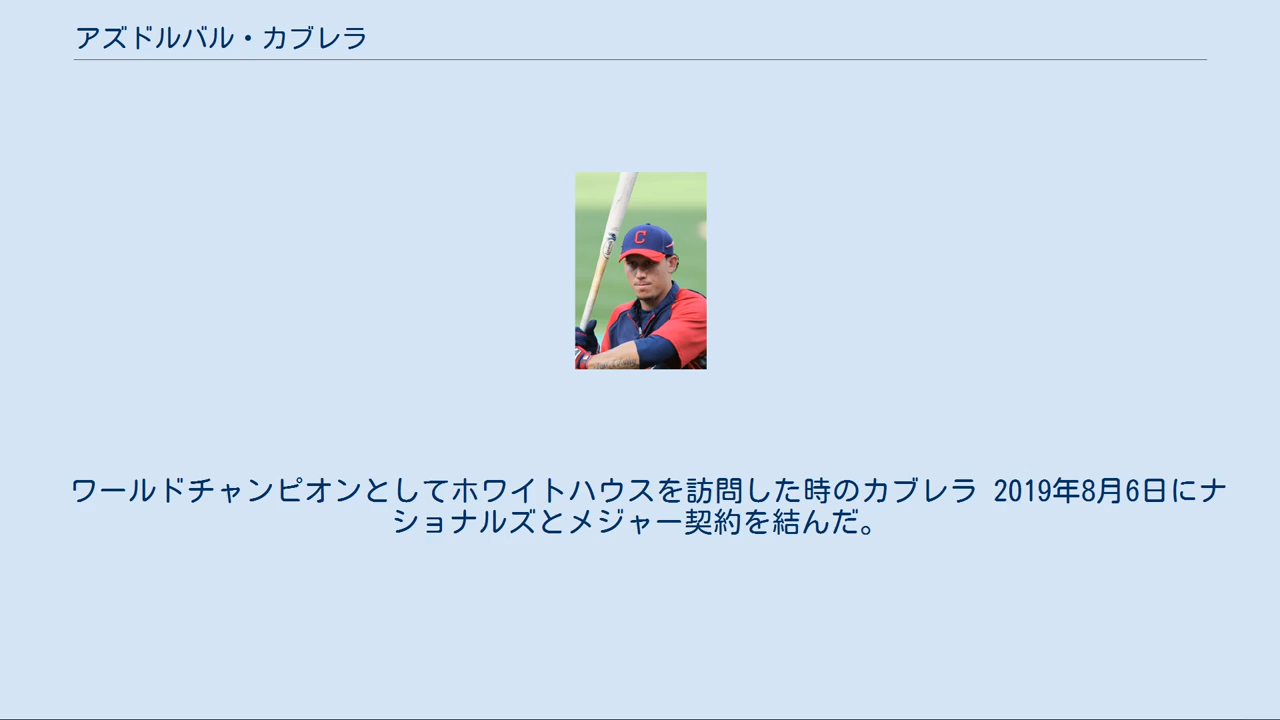 アズドルバル・カブレラ
C
ワールドチャンピオンとしてホワイトハウスを訪問した時のカブレラ 2019年8月6日にナ
ショナルズとメジャー契約を結んだ。